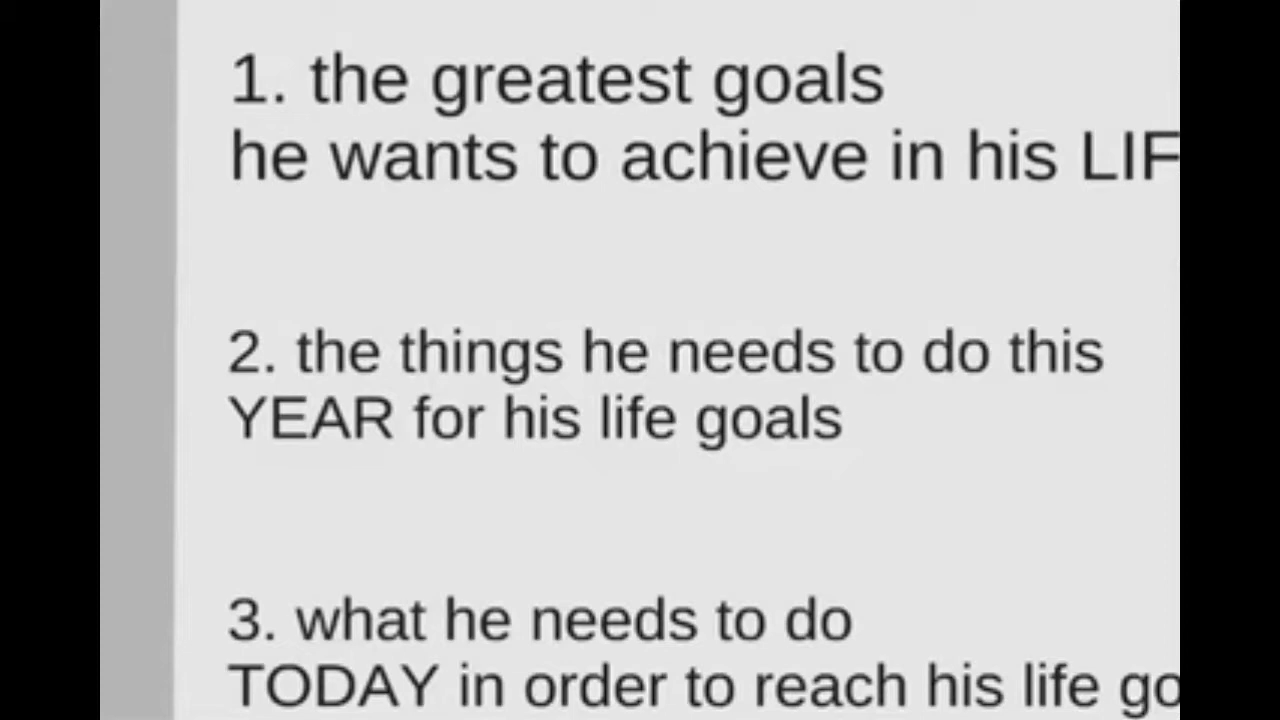 1. the greatest goals
he wants to achieve in his LIF
2. the things he needs to do this
YEAR for his life goals
3. what he needs to do
TODAY in order to reach his life go